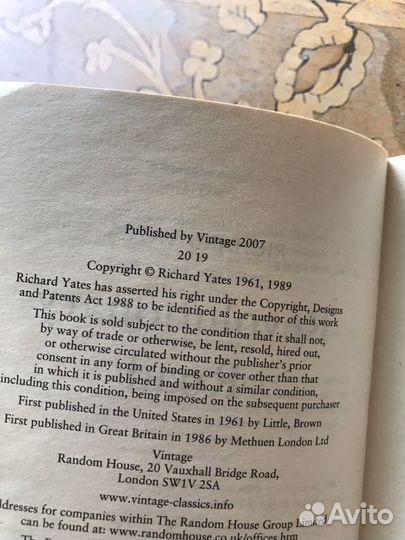 Published by Vintage 2007
20 19
Copyright © Richard Yates 1961, 1989
Richard Yates has asserted his right under the Copyright, Designs
and Patents Act 1988 to be identified as the author of this work
This book is sold subject to the condition that it shall not,
by way of trade or otherwise, be lent, resold, hired out,
or otherwise circulated without the publisher's prior
consent in any form of binding or cover other than that
in which it is published and without a similar condition,
including this condition, being imposed on the subsequent purchaser
First published in the United States in 1961 by Little, Brown
First published in Great Britain in 1986 by Methuen London Ltd
Vintage
Random House, 20 Vauxhall Bridge Road,
London SW1V 2SA
www.vintage-classics.info
for companies within The Random House Group Limited
can be found at: www.randomhouse.co.uk/offices.htm
Avito